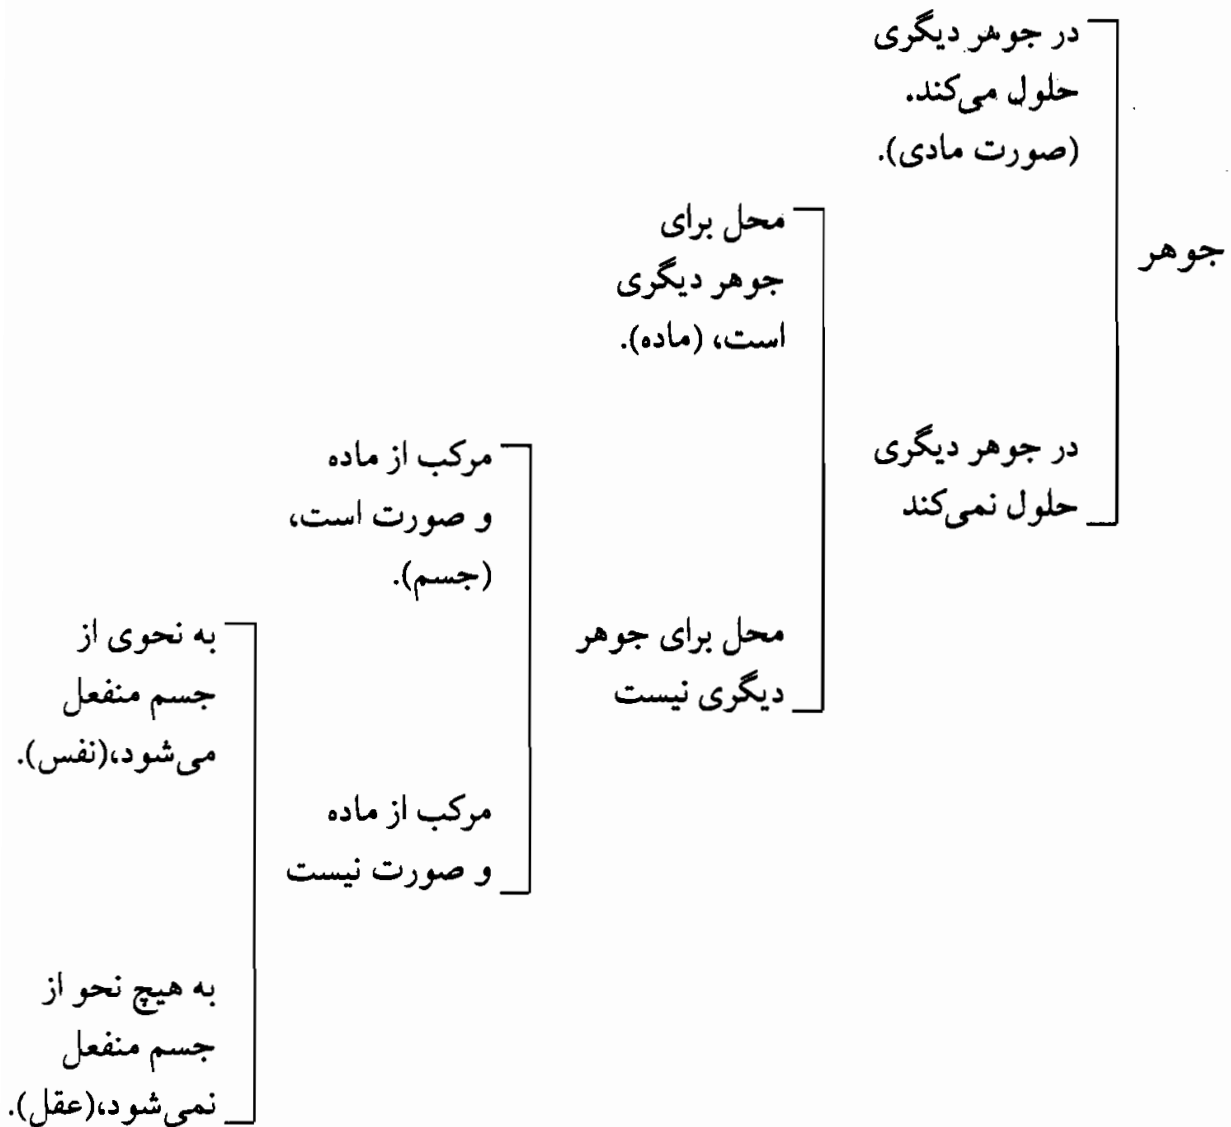 جوهر
در جوهر دیگری
حلول می‌کند.
(صورت مادی).
در جوهر دیگری
حلول نمی‌کند
محل برای
جوهر دیگری
است، (ماده).
محل برای جوهر
دیگری نیست
مرکب از ماده
و صورت است،
(جسم).
مرکب از ماده
و صورت نیست
به نحوی از
جسم منفعل
می‌شود،(نفس).
به هیچ نحو از
جسم منفعل
نمی‌شود،(عقل).